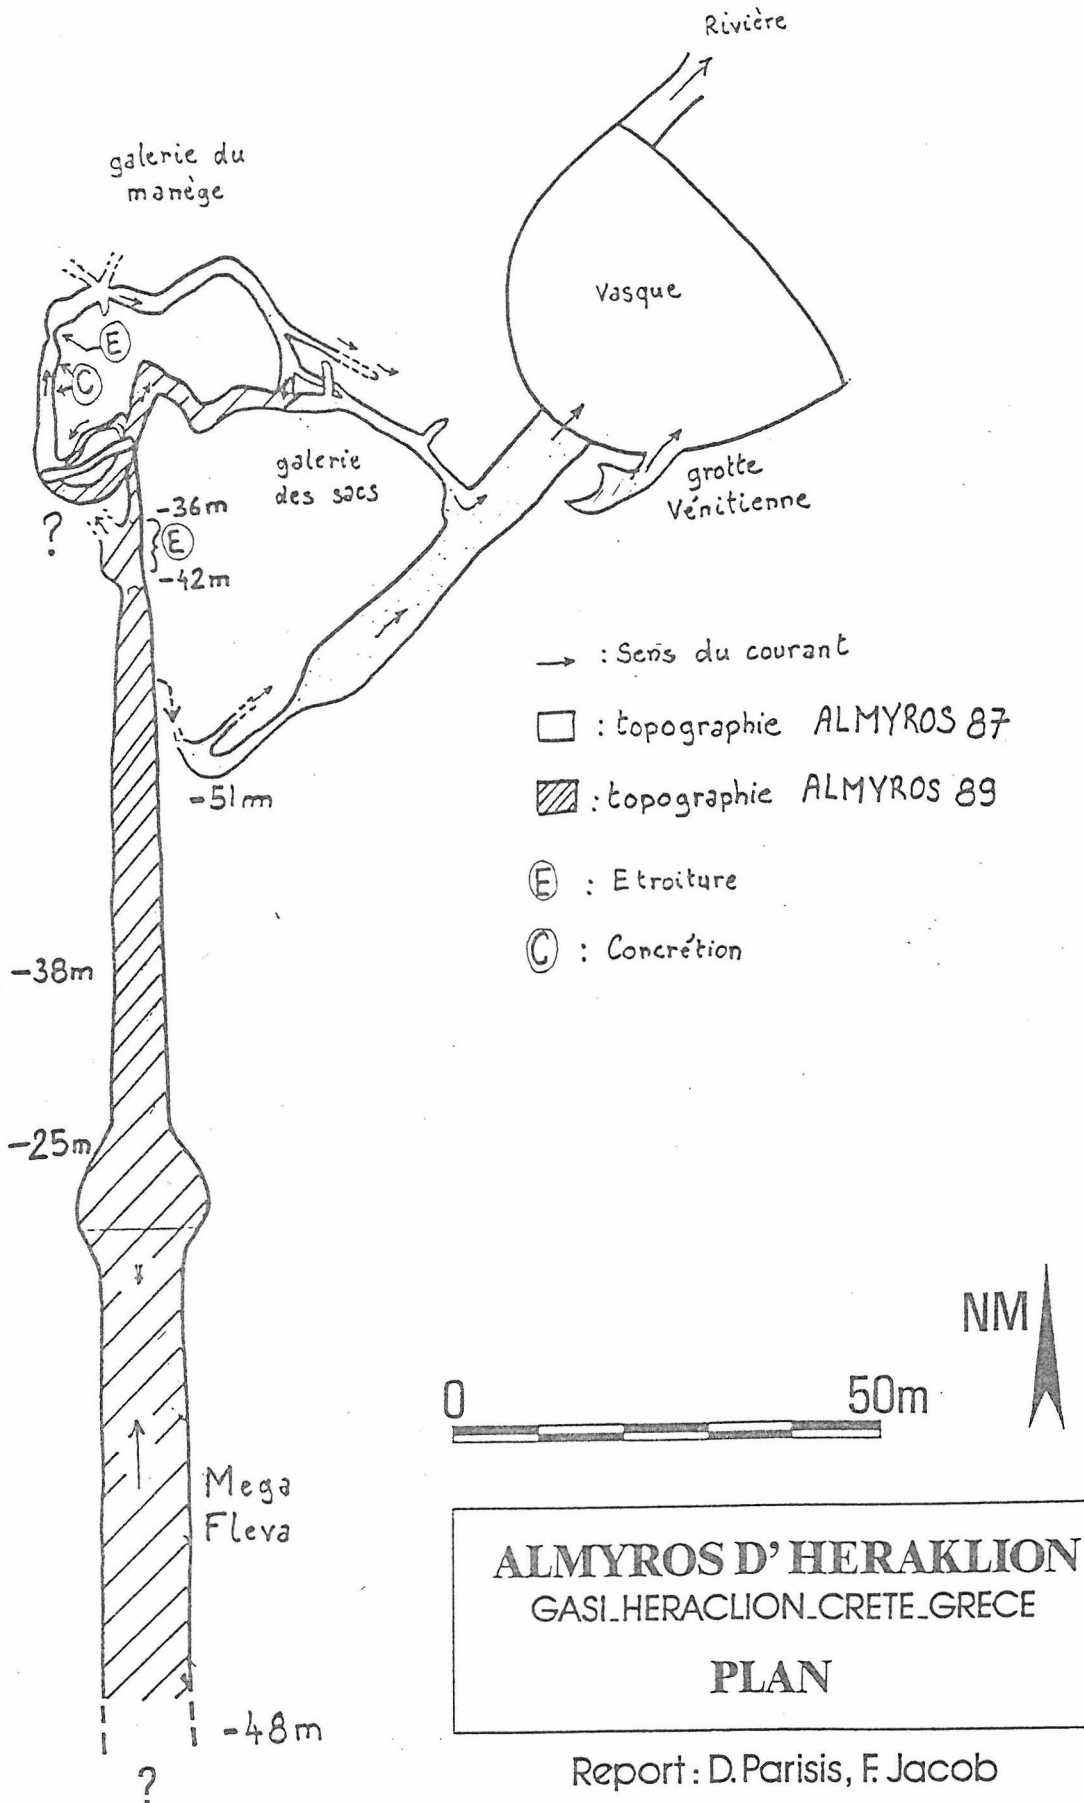 Rivière
galerie du
manège
Vasque
E
C
galerie
des sacs
grotte
Vénitienne
?
-36m
E
-42m
→ : Sens du courant
: topographie ALMYROS 87
-51m
: topographie ALMYROS 89
E : Etroiture
C : Concrétion
-38m
-25m
NM
0 50m
Mega
Fleva
ALMYROS D'HERAKLION
GASI_HERACLION_CRETE_GRECE
PLAN
-48m
?
Report: D. Parisis, F. Jacob